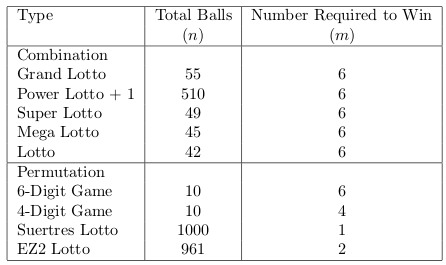 Type Total Balls Number Required to Win
(n) (m)
Combination
Grand Lotto 55 6
Power Lotto + 1 510 6
Super Lotto 49 6
Mega Lotto 45 6
Lotto 42 6
Permutation
6-Digit Game 10 6
4-Digit Game 10 4
Suertres Lotto 1000 1
EZ2 Lotto 961 2